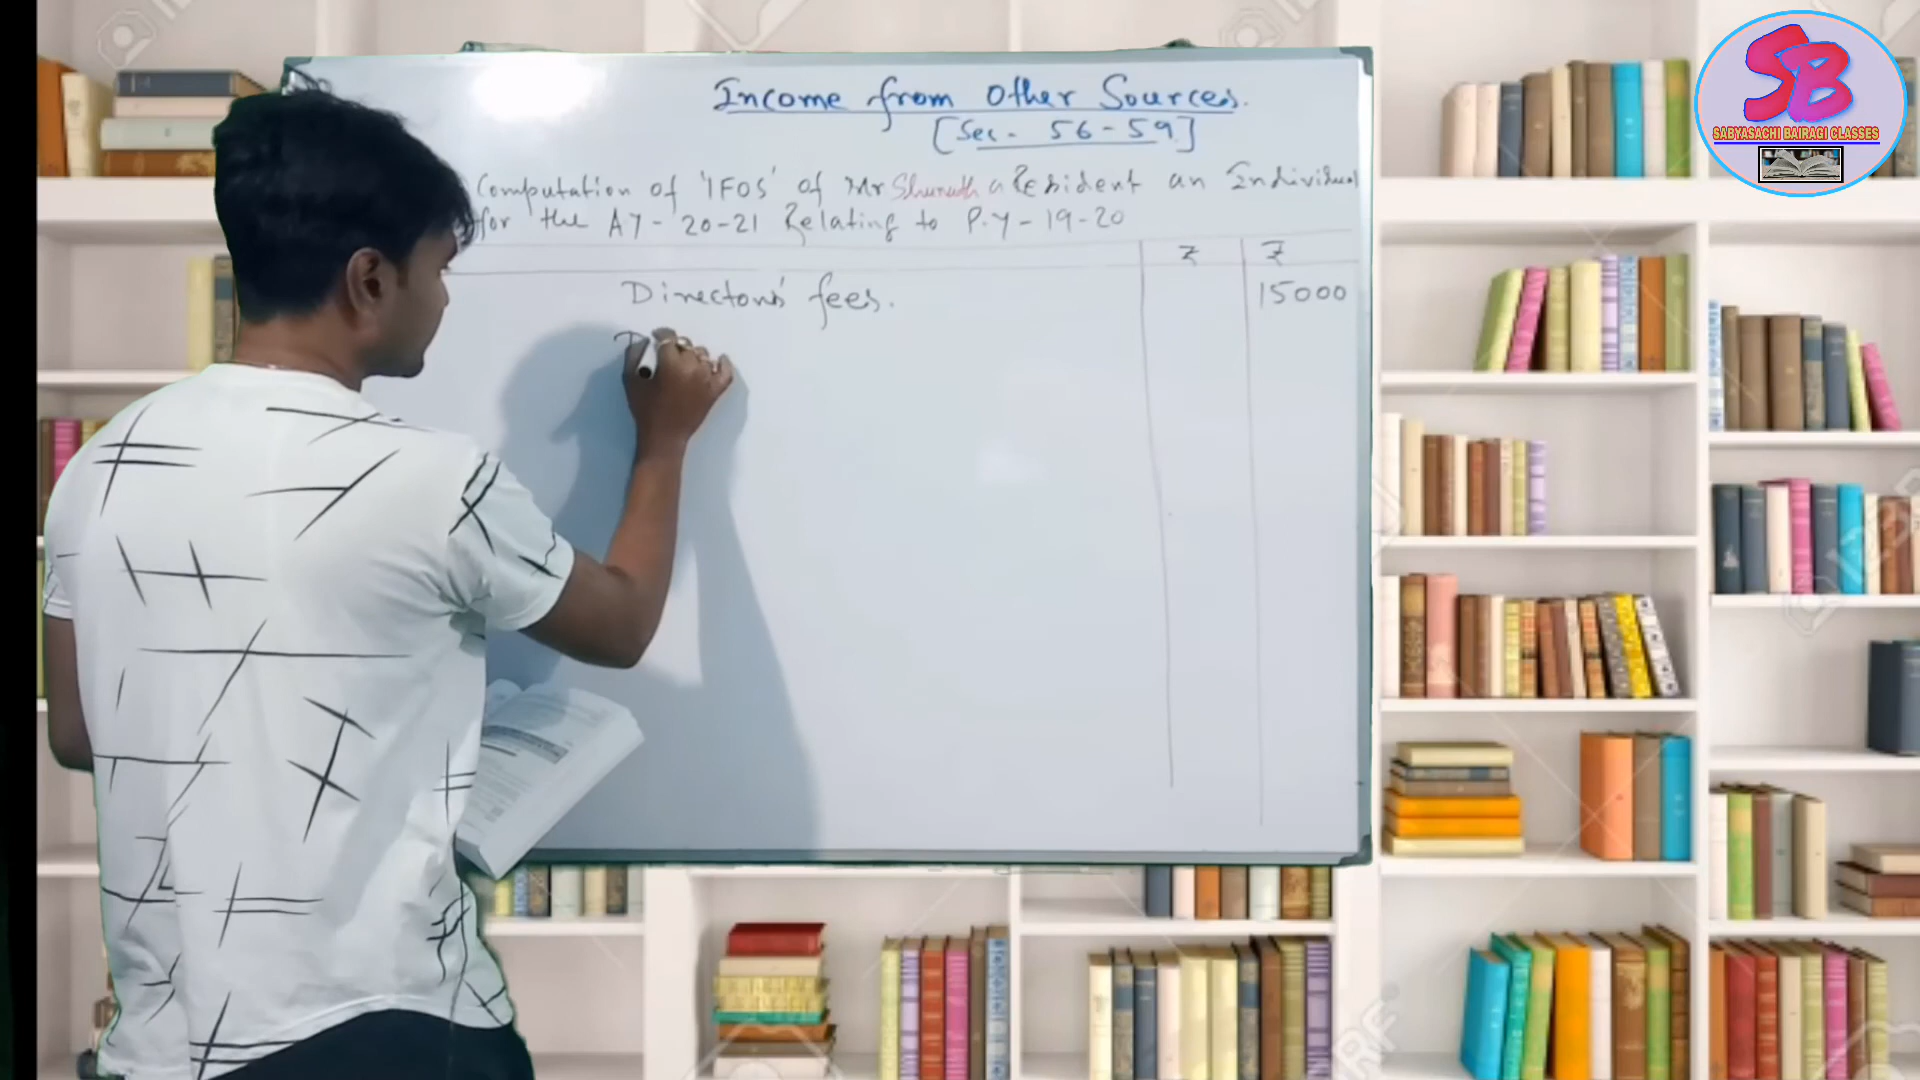 Income from Other Sources.
[Sec - 56-59]
Computation of 'IFOS' of Mr a Resident an Individual
for the AY - 20-21 Relating to P.Y - 19-20
₹ ₹
Directors' fees. 15000
D
SB
SABYASACHI BAIRAGI CLASSES